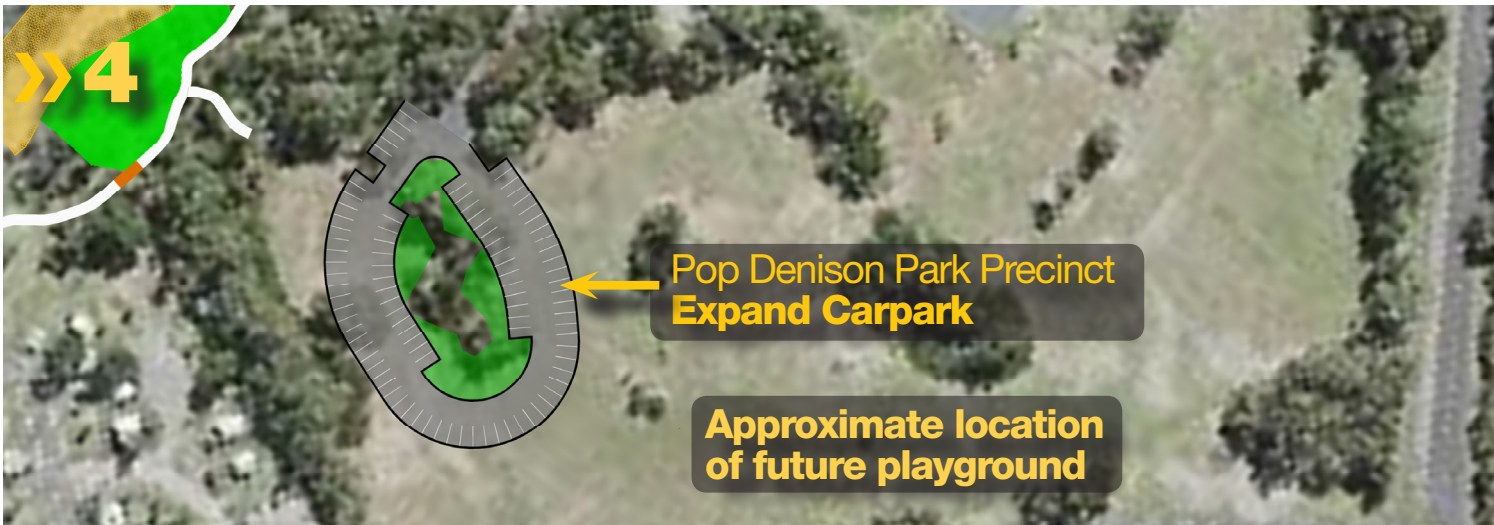 »4
Pop Denison Park Precinct
Expand Carpark
Approximate location
of future playground